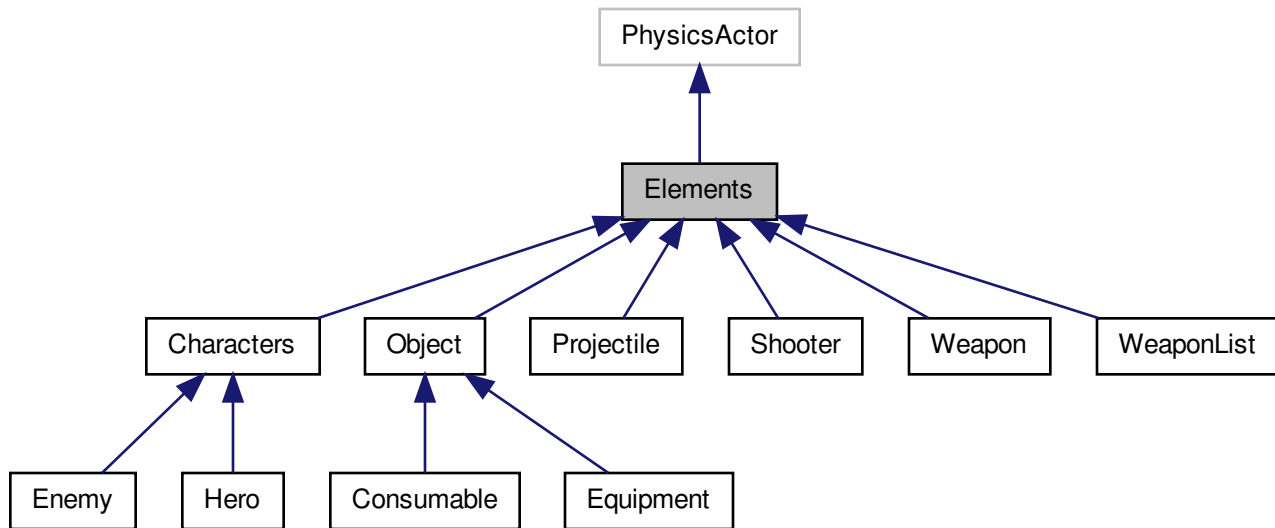 PhysicsActor
Elements
Characters
Object
Projectile
Shooter
Weapon
WeaponList
Enemy
Hero
Consumable
Equipment